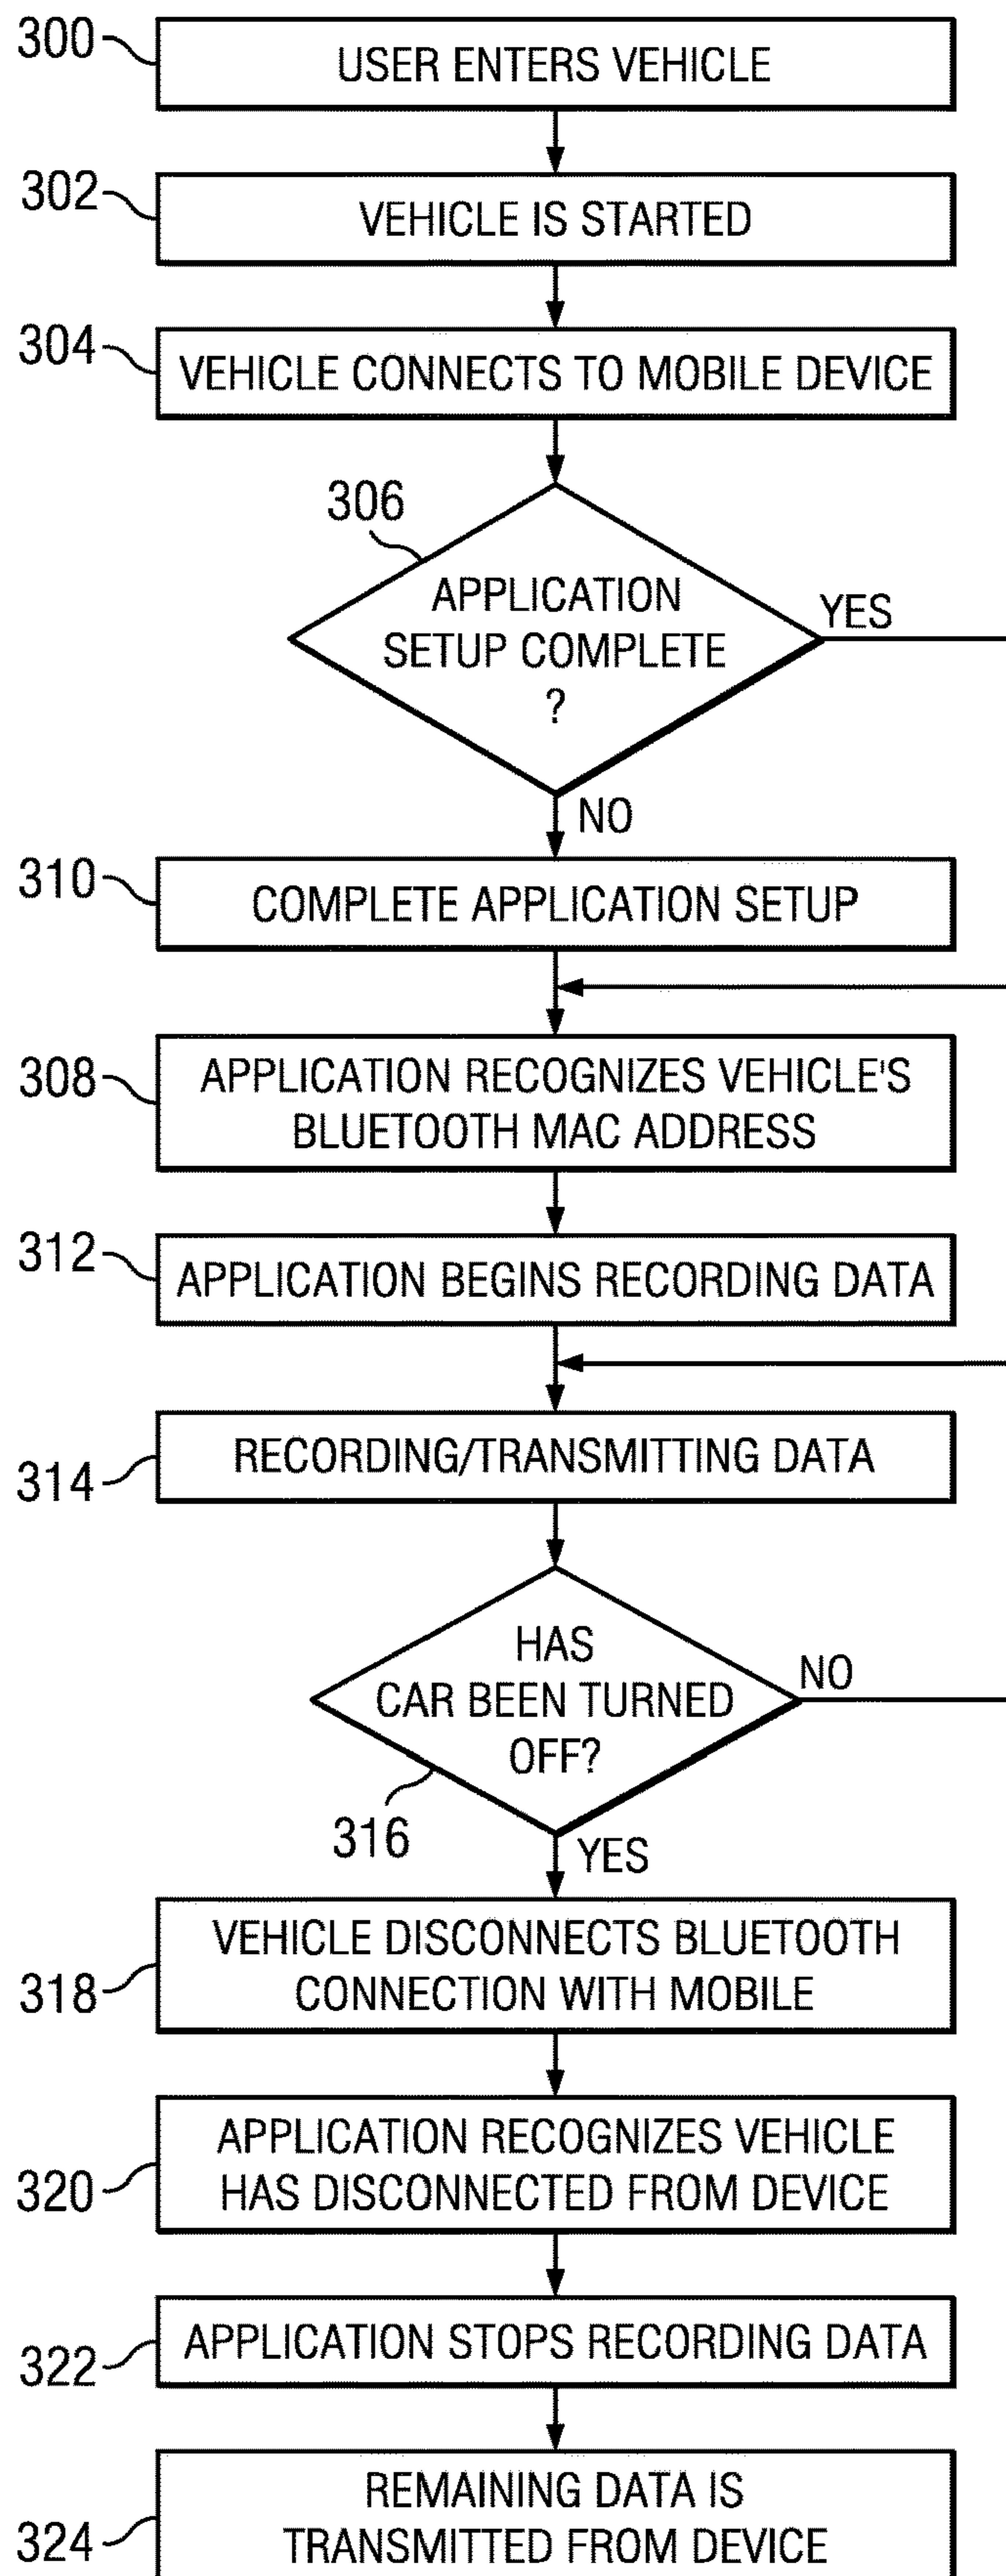 300
USER ENTERS VEHICLE
302
VEHICLE IS STARTED
304
VEHICLE CONNECTS TO MOBILE DEVICE
306
APPLICATION
SETUP COMPLETE
?
YES
NO
310
COMPLETE APPLICATION SETUP
308
APPLICATION RECOGNIZES VEHICLE'S
BLUETOOTH MAC ADDRESS
312
APPLICATION BEGINS RECORDING DATA
314
RECORDING/TRANSMITTING DATA
HAS
CAR BEEN TURNED
OFF?
NO
316
YES
318
VEHICLE DISCONNECTS BLUETOOTH
CONNECTION WITH MOBILE
320
APPLICATION RECOGNIZES VEHICLE
HAS DISCONNECTED FROM DEVICE
322
APPLICATION STOPS RECORDING DATA
324
REMAINING DATA IS
TRANSMITTED FROM DEVICE